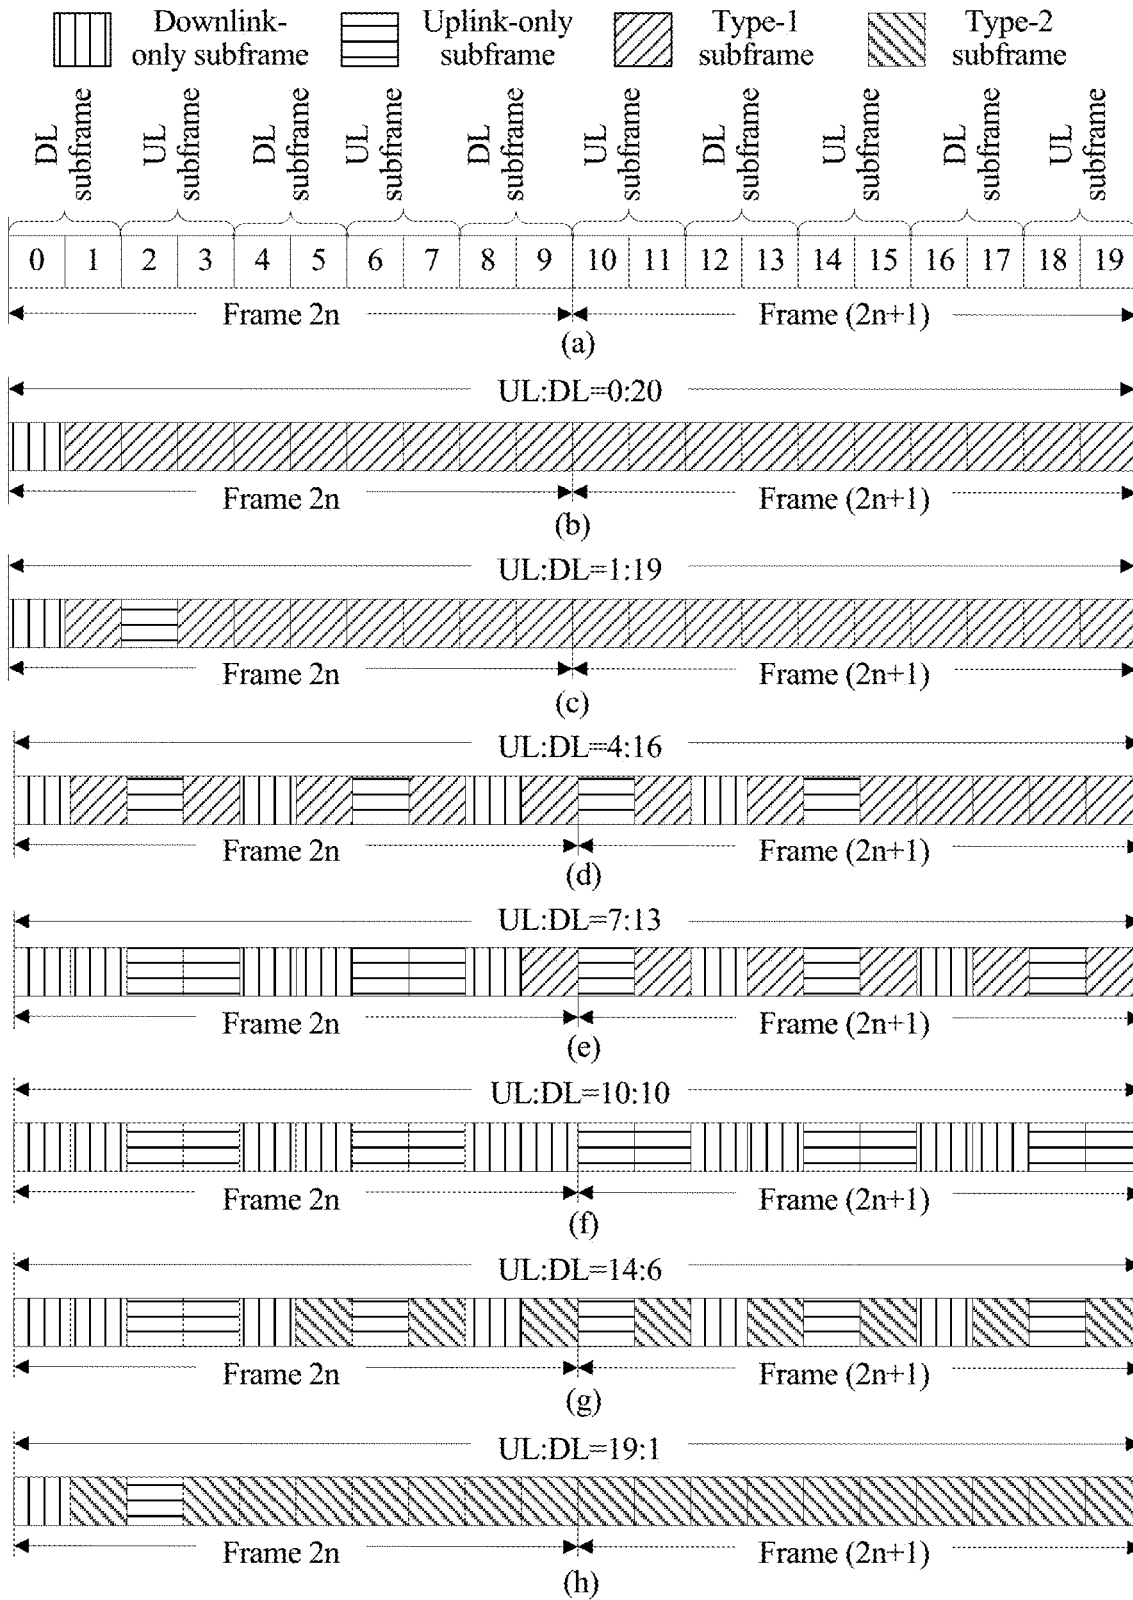 Downlink-only subframe
Uplink-only subframe
Type-1 subframe
Type-2 subframe
DL subframe
UL subframe
DL subframe
UL subframe
DL subframe
UL subframe
DL subframe
UL subframe
DL subframe
UL subframe
0 1 2 3 4 5 6 7 8 9 10 11 12 13 14 15 16 17 18 19
Frame 2n Frame (2n+1)
(a)
UL:DL=0:20
Frame 2n Frame (2n+1)
(b)
UL:DL=1:19
Frame 2n Frame (2n+1)
(c)
UL:DL=4:16
Frame 2n Frame (2n+1)
(d)
UL:DL=7:13
Frame 2n Frame (2n+1)
(e)
UL:DL=10:10
Frame 2n Frame (2n+1)
(f)
UL:DL=14:6
Frame 2n Frame (2n+1)
(g)
UL:DL=19:1
Frame 2n Frame (2n+1)
(h)